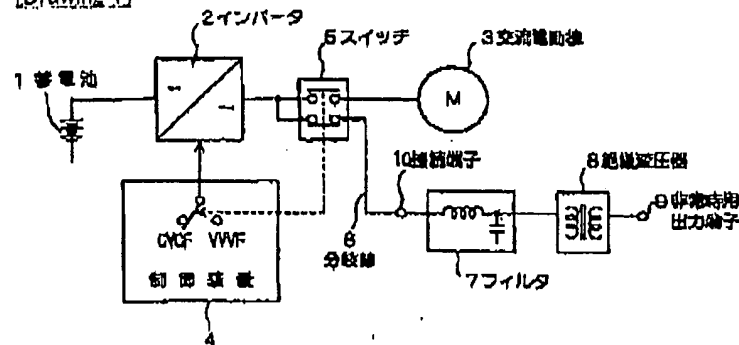 2インバータ
5スイッチ
3交流電動機
1 蓄電池
M
10接続端子
8絶縁変圧器
9非常時用
出力端子
CVCF VVVF
制御装置
6
分岐線
7フィルタ
4